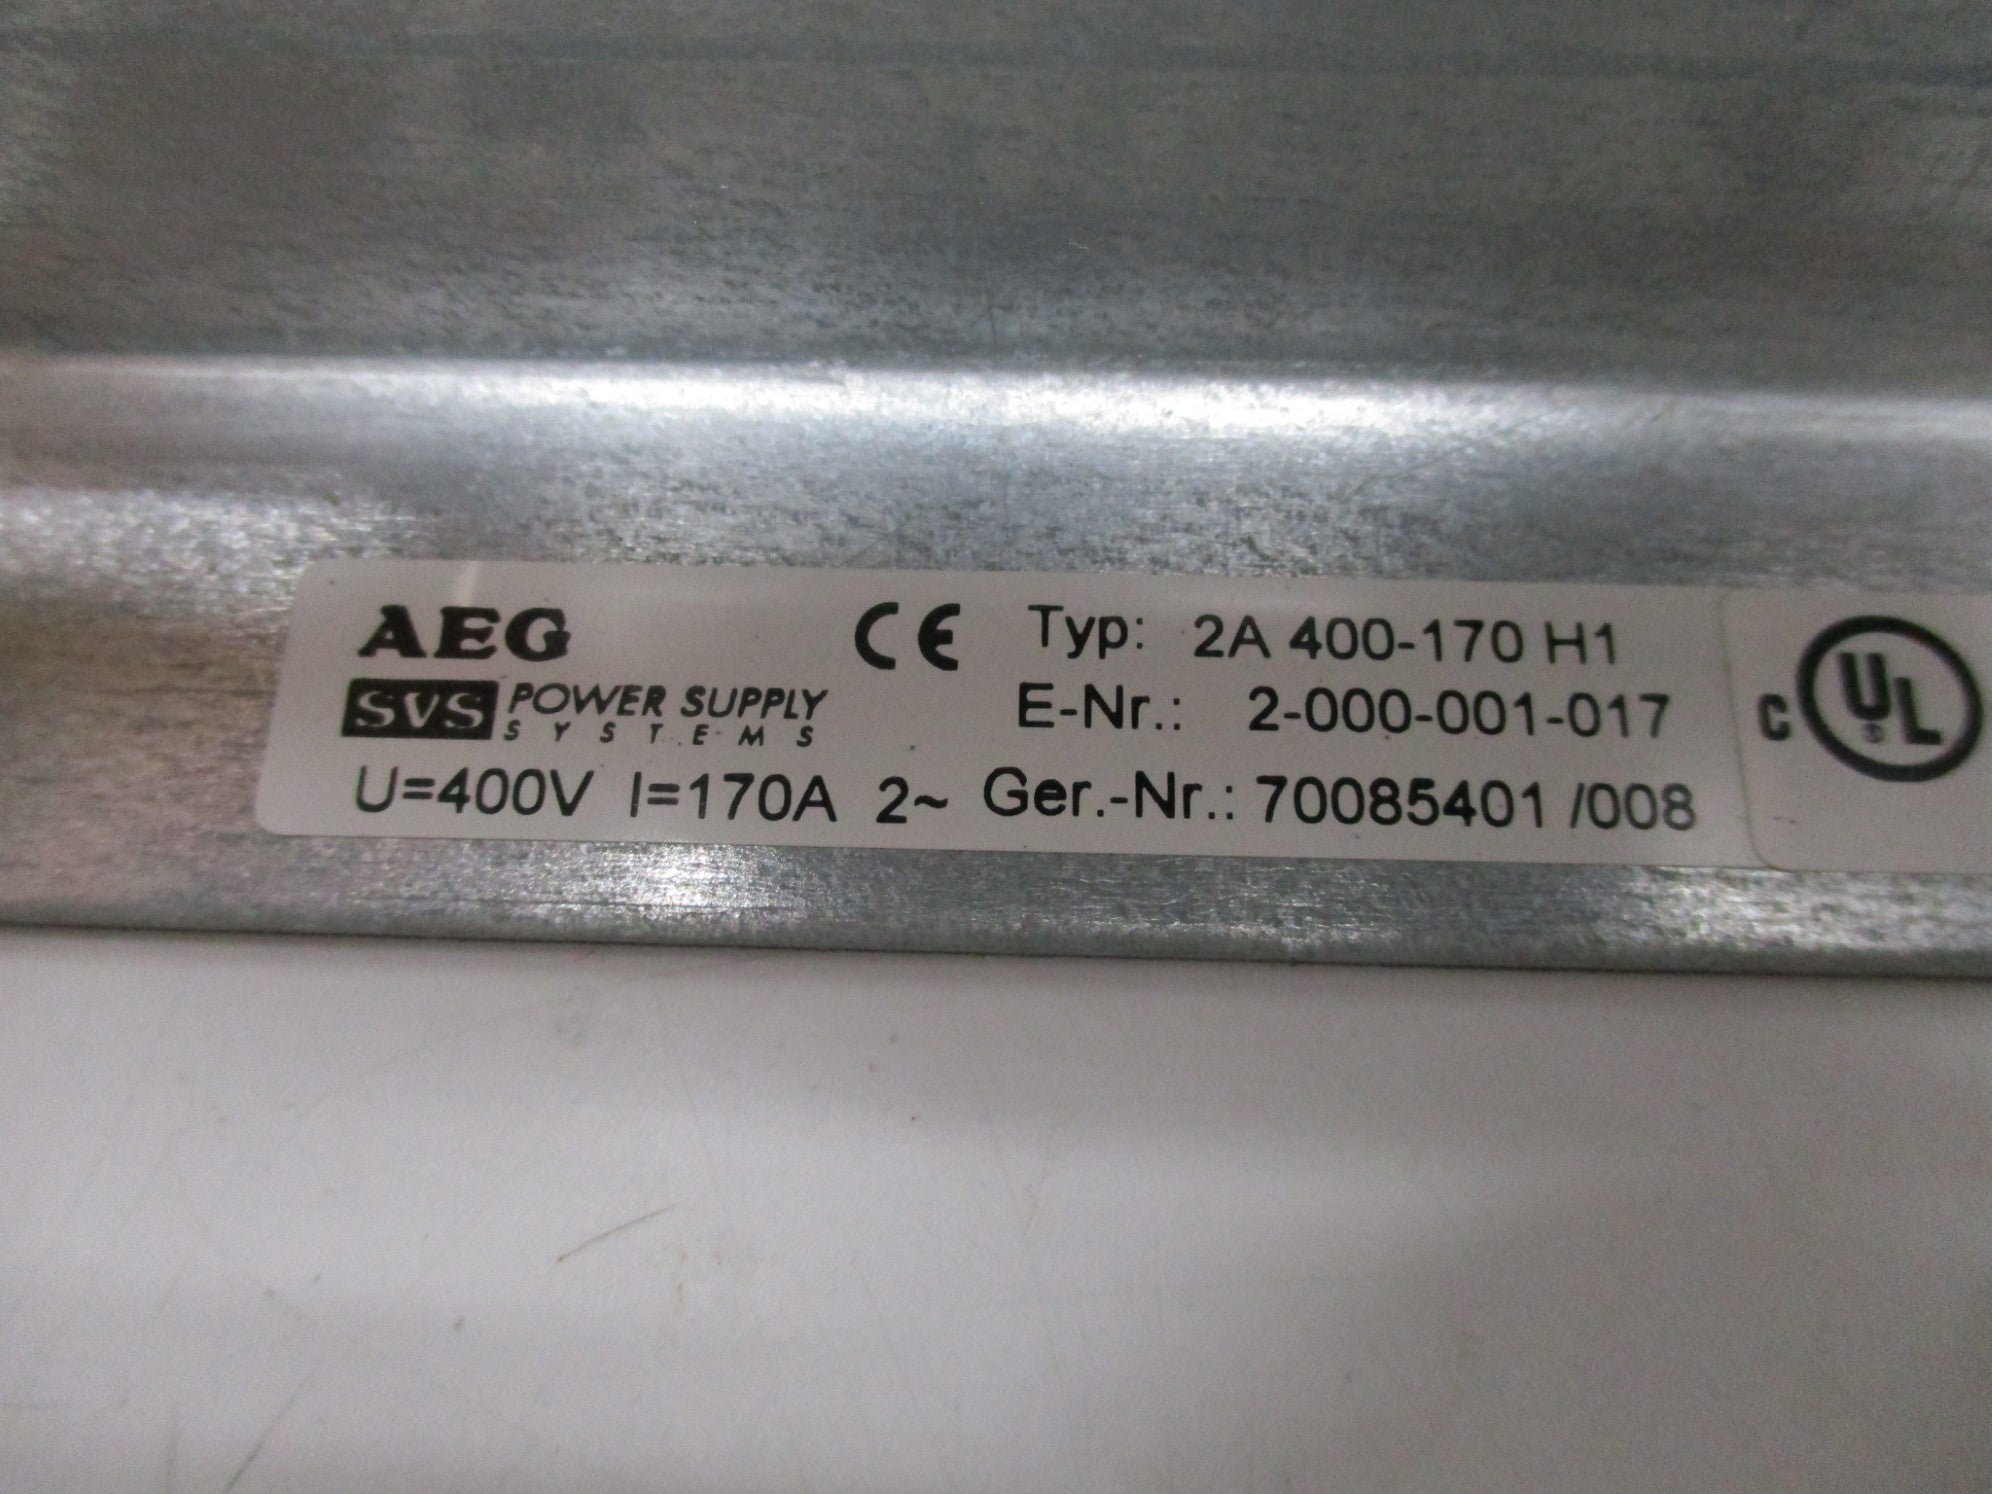 AEG CE Typ: 2A 400-170 H1
SVS POWER SUPPLY E-Nr.: 2-000-001-017
SYSTEMS
U=400V I=170A 2~ Ger.-Nr.: 70085401 /008
C UL ®